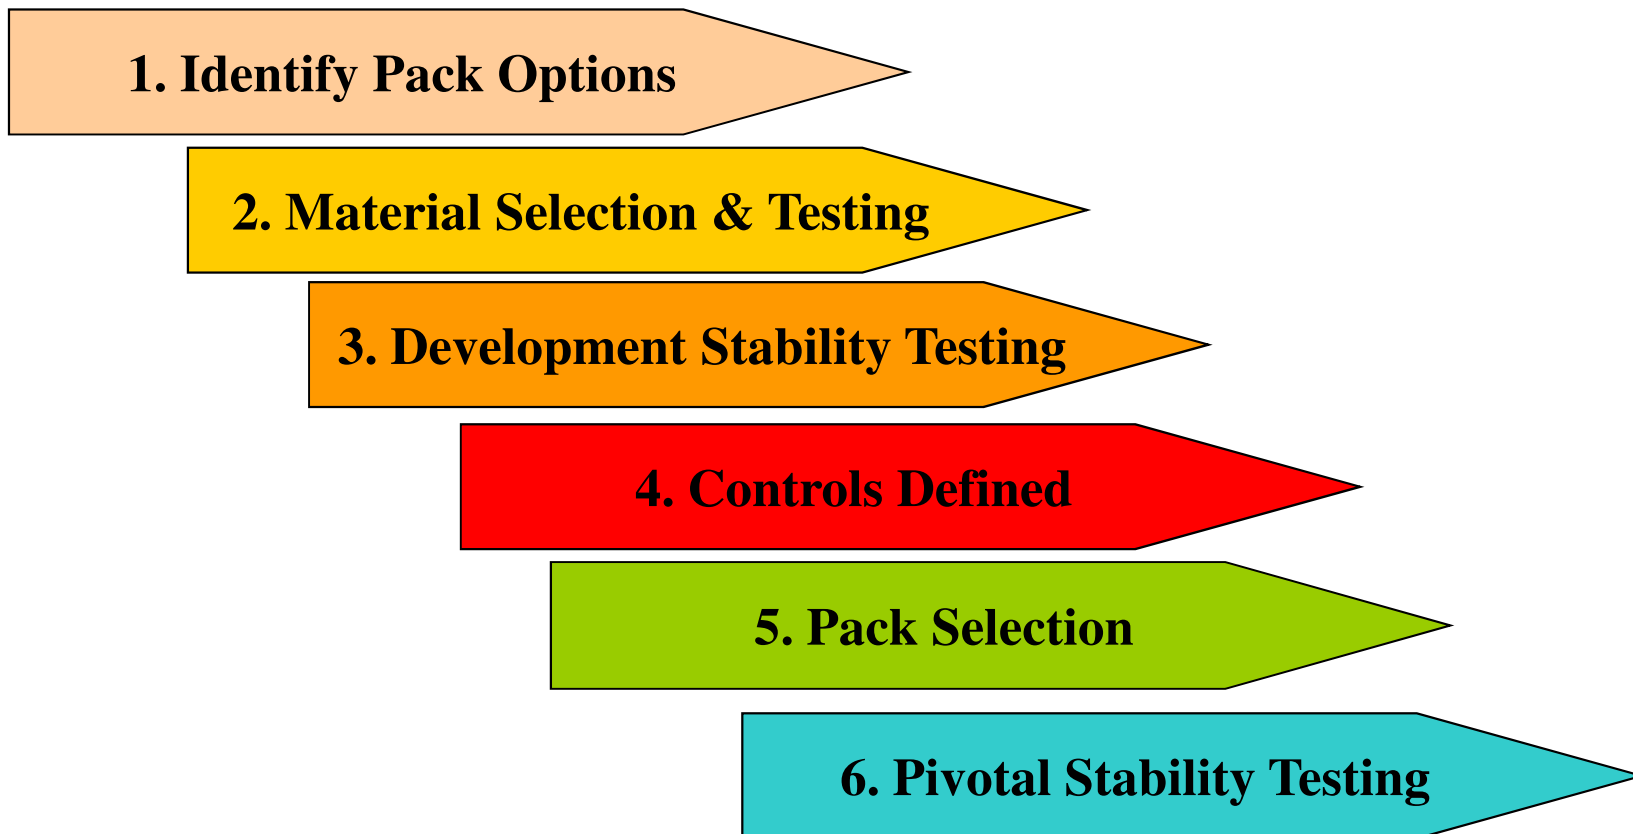 1. Identify Pack Options
2. Material Selection & Testing
3. Development Stability Testing
4. Controls Defined
5. Pack Selection
6. Pivotal Stability Testing